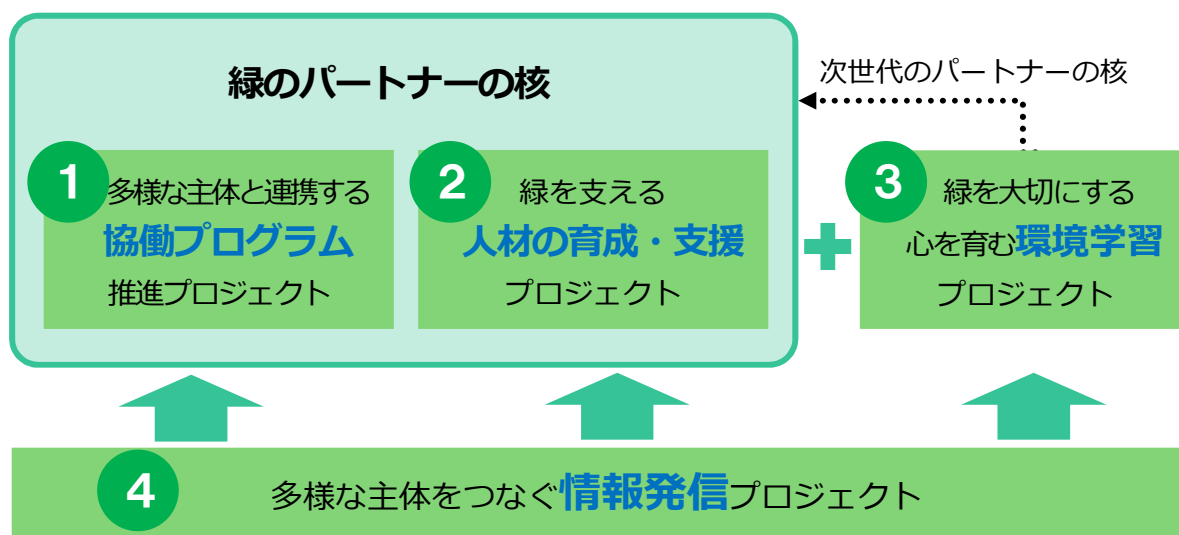 緑のパートナーの核
次世代のパートナーの核
1
多様な主体と連携する
協働プログラム
推進プロジェクト
2
緑を支える
人材の育成・支援
プロジェクト
3
緑を大切にする
心を育む環境学習
プロジェクト
4
多様な主体をつなぐ情報発信プロジェクト